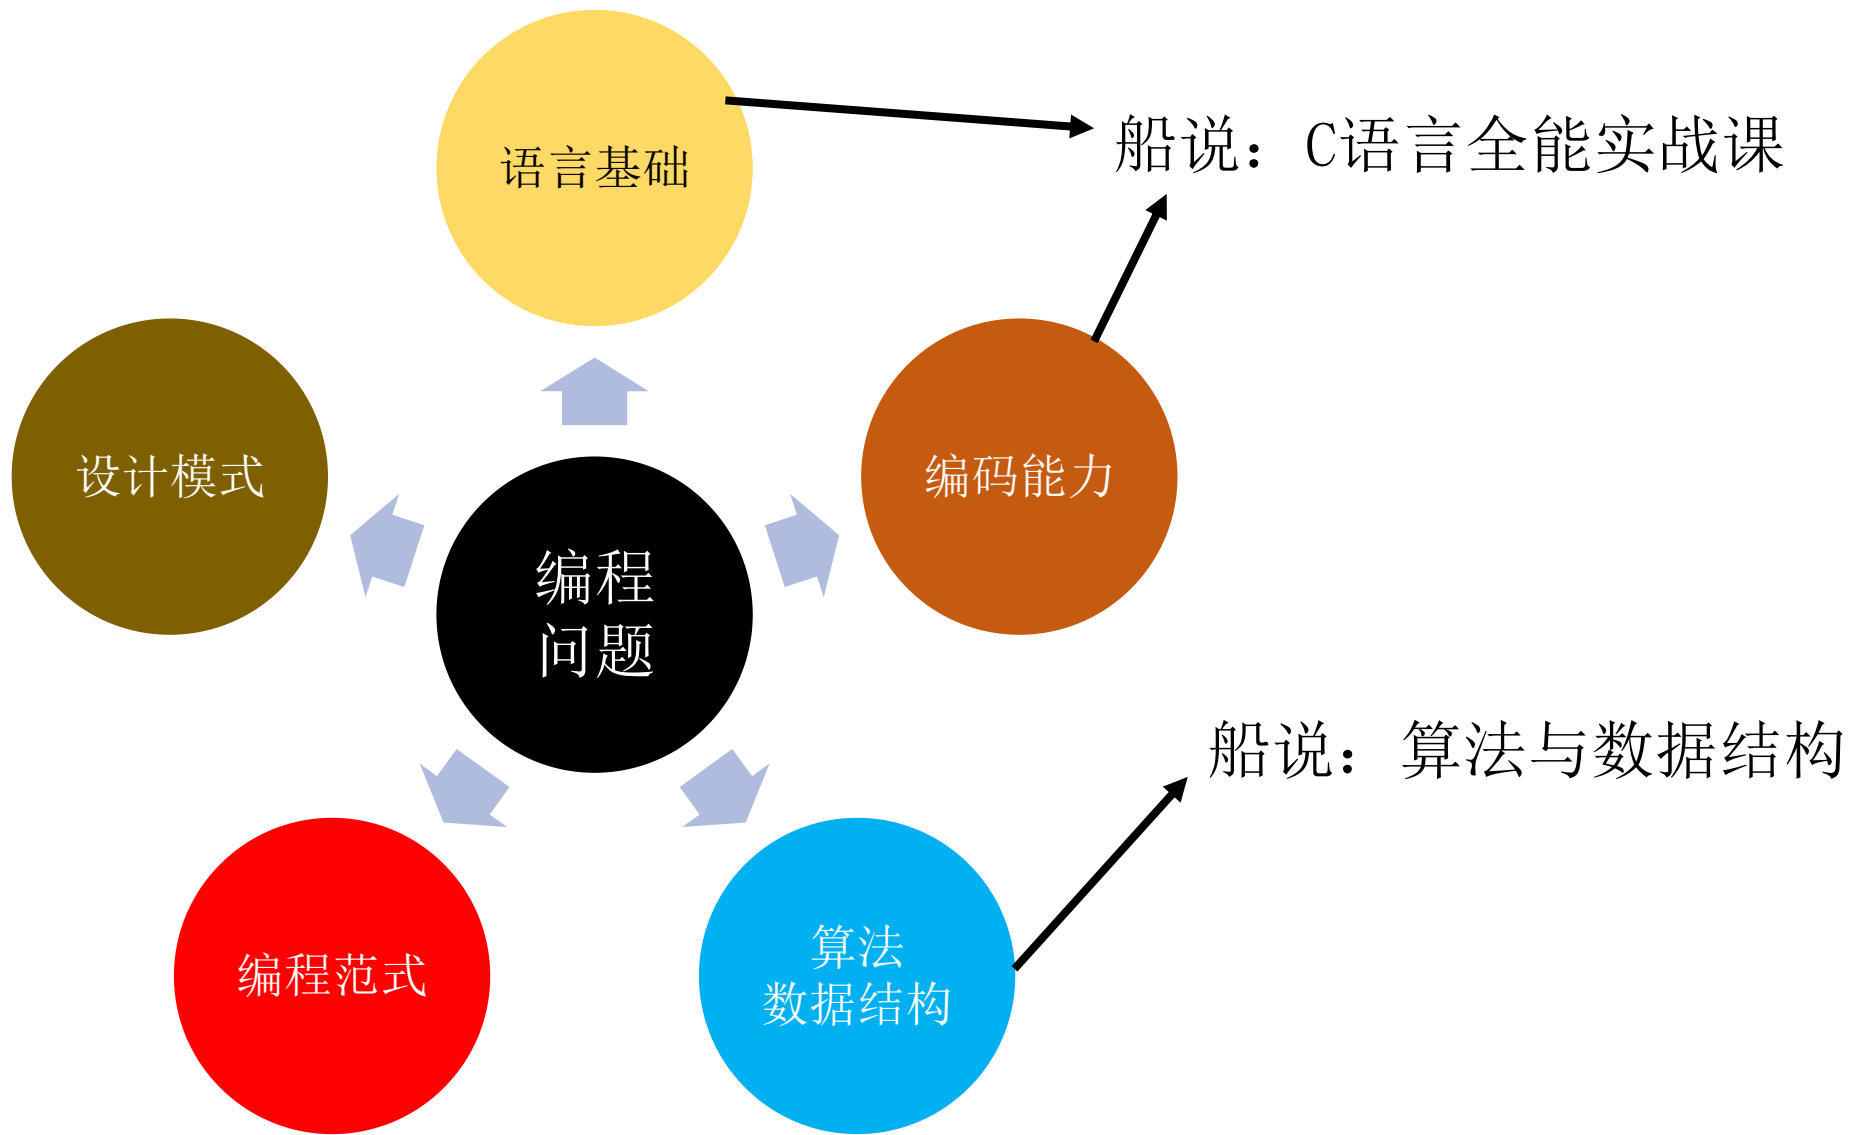 语言基础
船说：C语言全能实战课
设计模式
编码能力
编程
问题
船说：算法与数据结构
编程范式
算法
数据结构